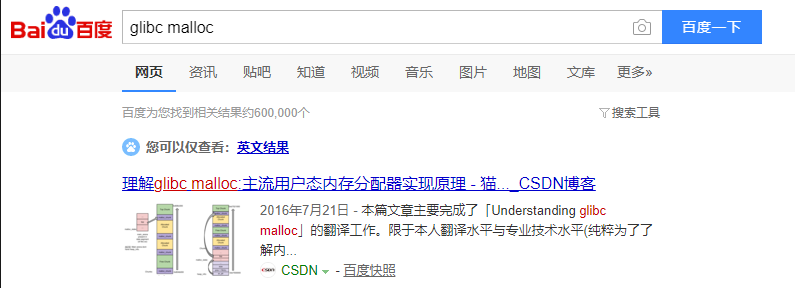 Bai du 百度
glibc malloc
百度一下
网页 资讯 贴吧 知道 视频 音乐 图片 地图 文库 更多»
百度为您找到相关结果约600,000个
搜索工具
您可以仅查看：英文结果
理解glibc malloc:主流用户态内存分配器实现原理 - 猫..._CSDN博客
2016年7月21日 - 本篇文章主要完成了「Understanding glibc
malloc」的翻译工作。限于本人翻译水平与专业技术水平(纯粹为了了
解内...
CSDN - 百度快照